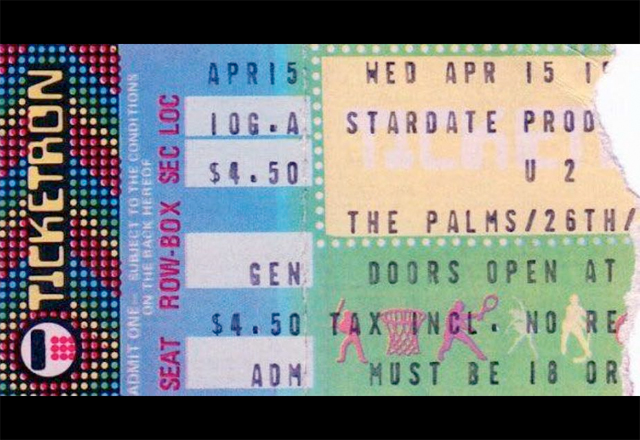 TICKETRON
ADMIT ONE— SUBJECT TO THE CONDITIONS
ON THE BACK HEREOF
SEAT ROW-BOX SEC LOC
APR15
10G.A
$4.50
GEN
$4.50
ADM
WED APR 15 1
STARDATE PROD
U 2
THE PALMS/26TH/
DOORS OPEN AT
TAX INCL. NO RE
MUST BE 18 OR